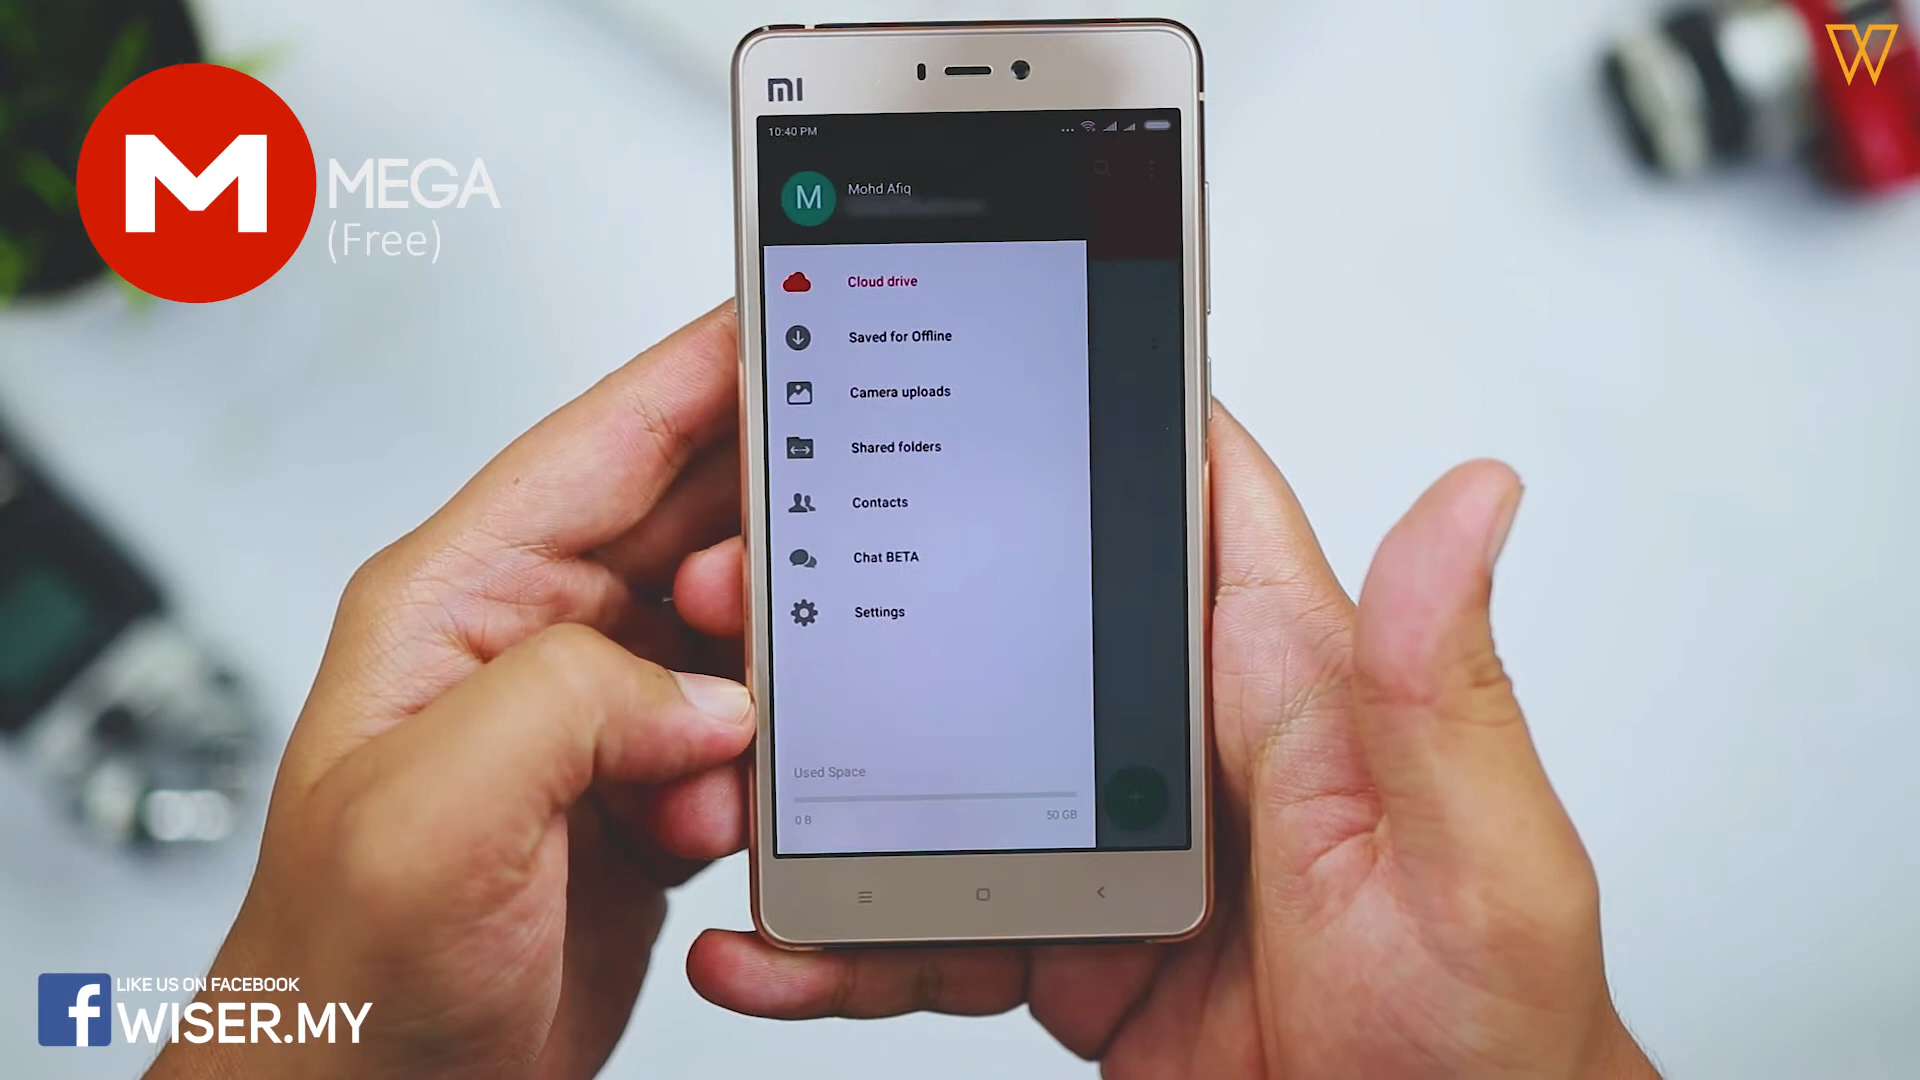 MEGA
(Free)
W
MI
10:40 PM
M
Mohd Afiq
Cloud drive
Saved for Offline
Camera uploads
Shared folders
Contacts
Chat BETA
Settings
Used Space
0 B
50 GB
LIKE US ON FACEBOOK
f
WISER.MY